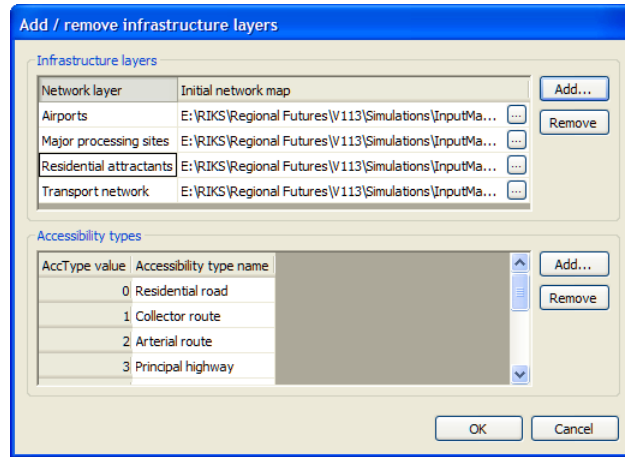 Add / remove infrastructure layers
Infrastructure layers
Network layer Initial network map
Add...
Airports E:\RIKS\Regional Futures\V113\Simulations\InputMa... ...
Remove
Major processing sites E:\RIKS\Regional Futures\V113\Simulations\InputMa... ...
Residential attractants E:\RIKS\Regional Futures\V113\Simulations\InputMa... ...
Transport network E:\RIKS\Regional Futures\V113\Simulations\InputMa... ...
Accessibility types
AccType value Accessibility type name
Add...
0 Residential road
Remove
1 Collector route
2 Arterial route
3 Principal highway
OK Cancel